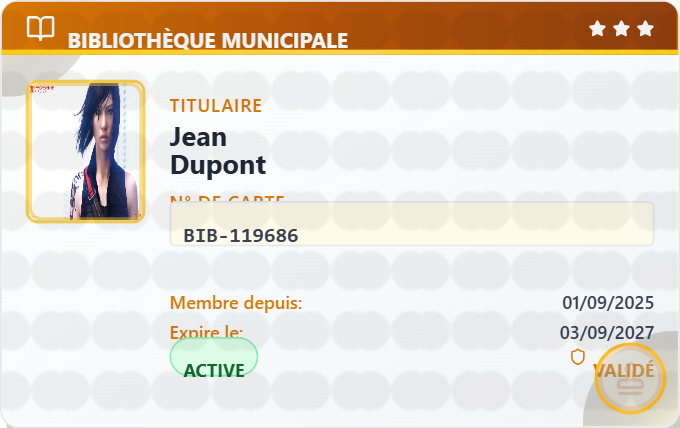 BIBLIOTHÈQUE MUNICIPALE
TITULAIRE
Jean
Dupont
N° DE CARTE
BIB-119686
Membre depuis: 01/09/2025
Expire le: 03/09/2027
ACTIVE VALIDÉ